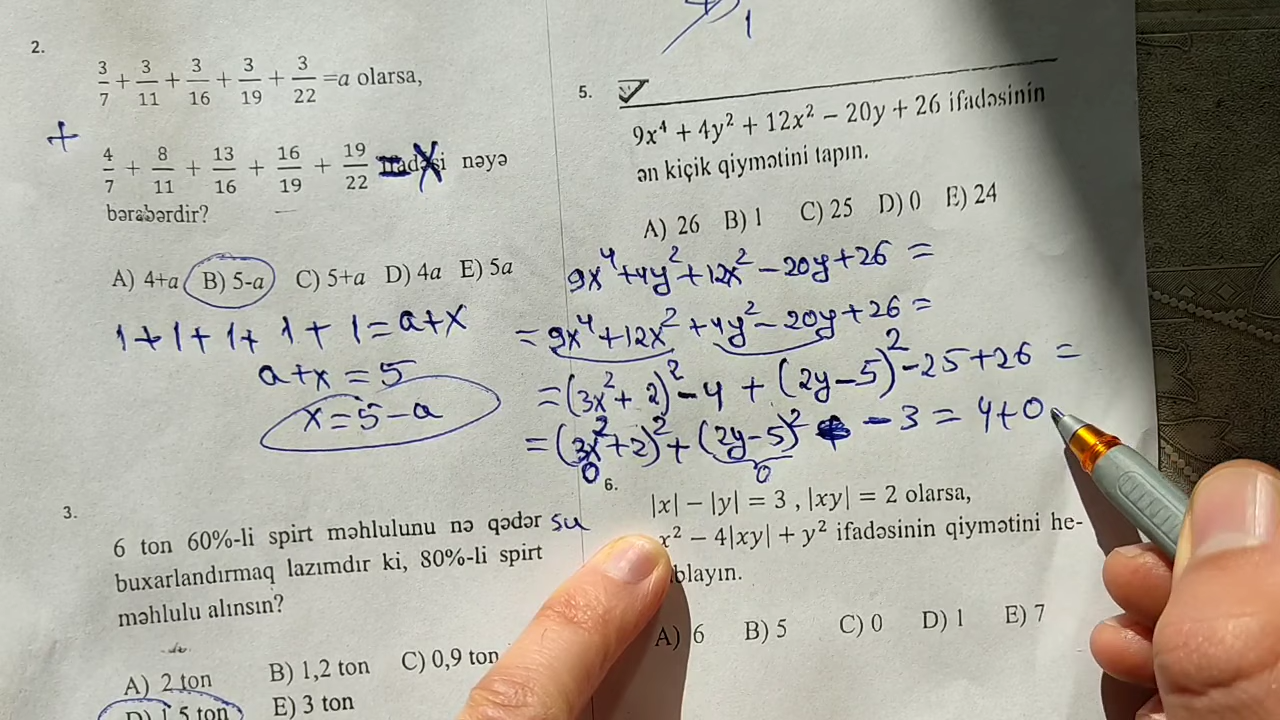 2.
3/7 + 3/11 + 3/16 + 3/19 + 3/22 =a olarsa,
+
4/7 + 8/11 + 13/16 + 16/19 + 19/22 x nəyə
bərabərdir?
A) 4+a B) 5-a C) 5+a D) 4a E) 5a
1+1+1+1+1=a+x
a+x=5
x=5-a
3.
6 ton 60%-li spirt məhlulunu nə qədər su
buxarlandırmaq lazımdır ki, 80%-li spirt
məhlulu alınsın?
A) 2 ton B) 1,2 ton C) 0,9 ton
D) 1,5 ton E) 3 ton
1
5.
9x⁴ + 4y² + 12x² − 20y + 26 ifadəsinin
ən kiçik qiymətini tapın.
A) 26 B) 1 C) 25 D) 0 E) 24
9x⁴+4y²+12x²−20y+26 =
=9x⁴+12x²+4y²−20y+26=
=(3x²+2)²−4+(2y−5)²−25+26 =
=(3x²+2)²+(2y−5)² −3 = 4+0
0 0
6.
|x| − |y| = 3 , |xy| = 2 olarsa,
x² − 4|xy| + y² ifadəsinin qiymətini he-
blayın.
A) 6 B) 5 C) 0 D) 1 E) 7